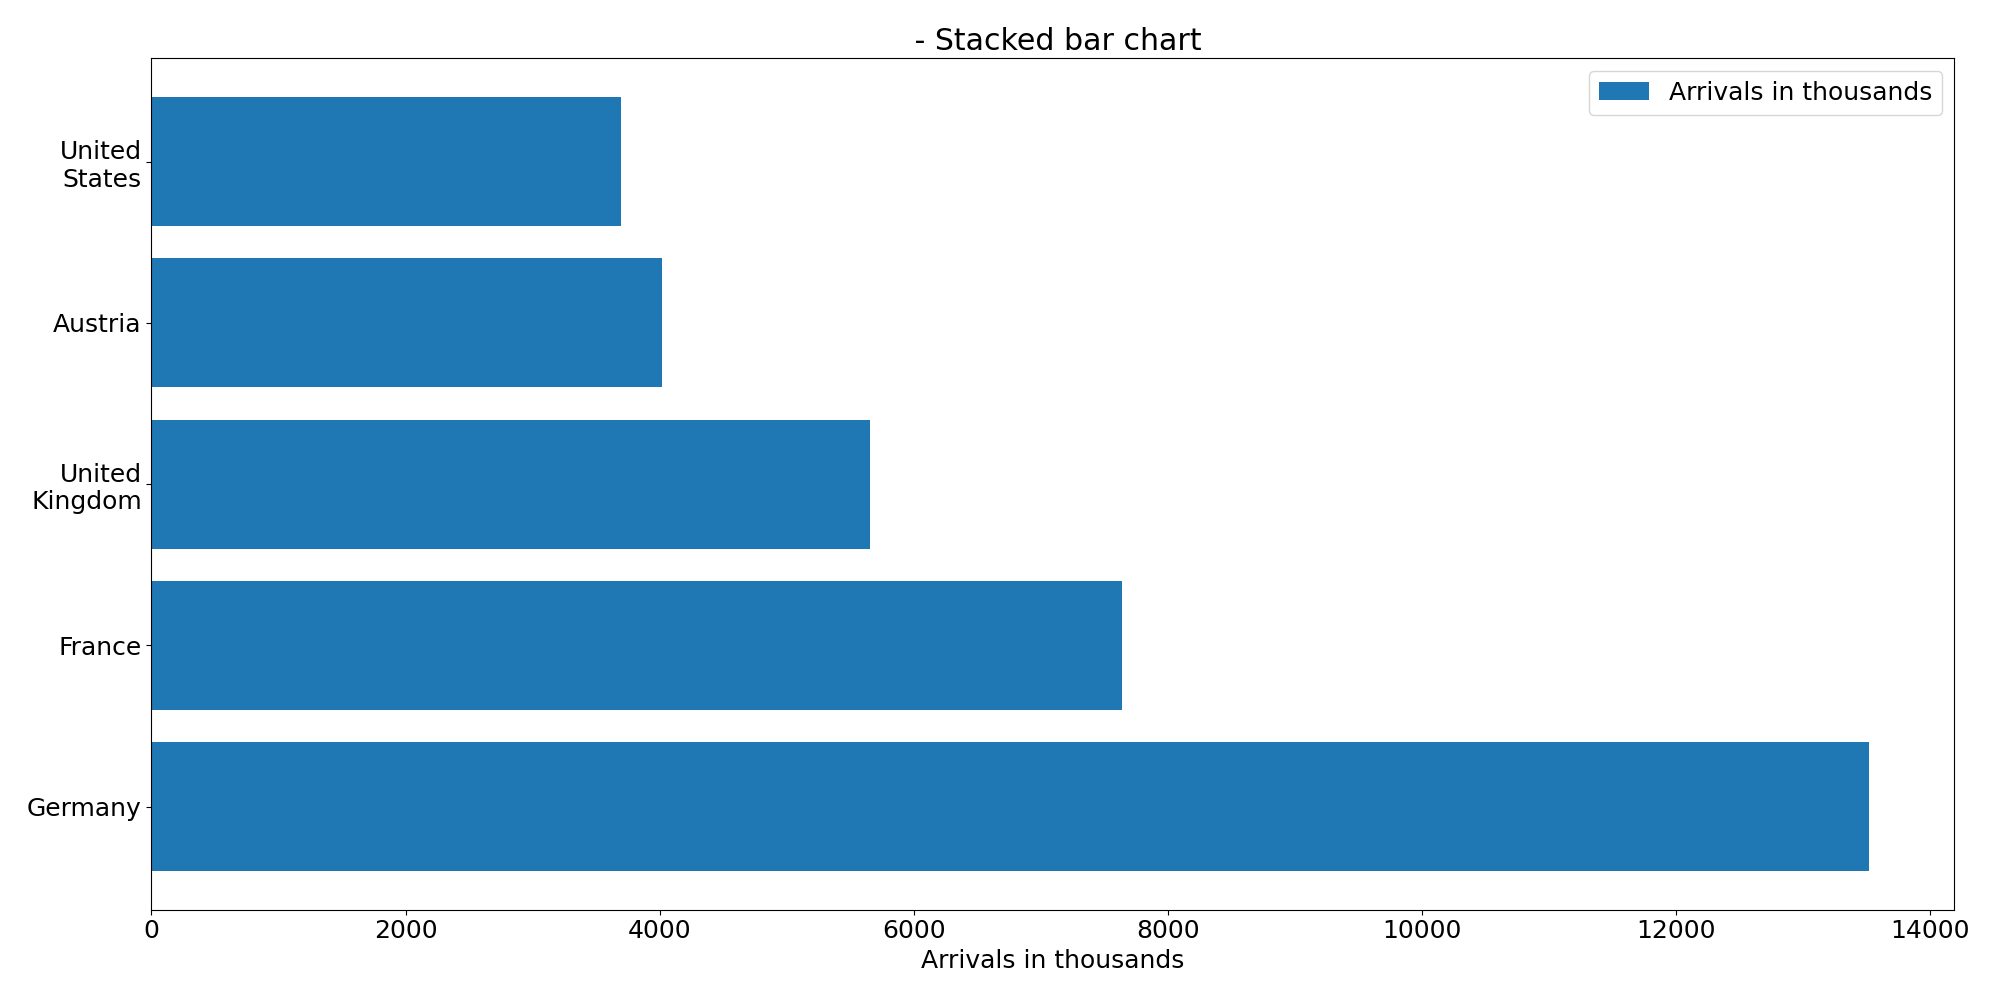 - Stacked bar chart
Arrivals in thousands
United
States
Austria
United
Kingdom
France
Germany
0 2000 4000 6000 8000 10000 12000 14000
Arrivals in thousands